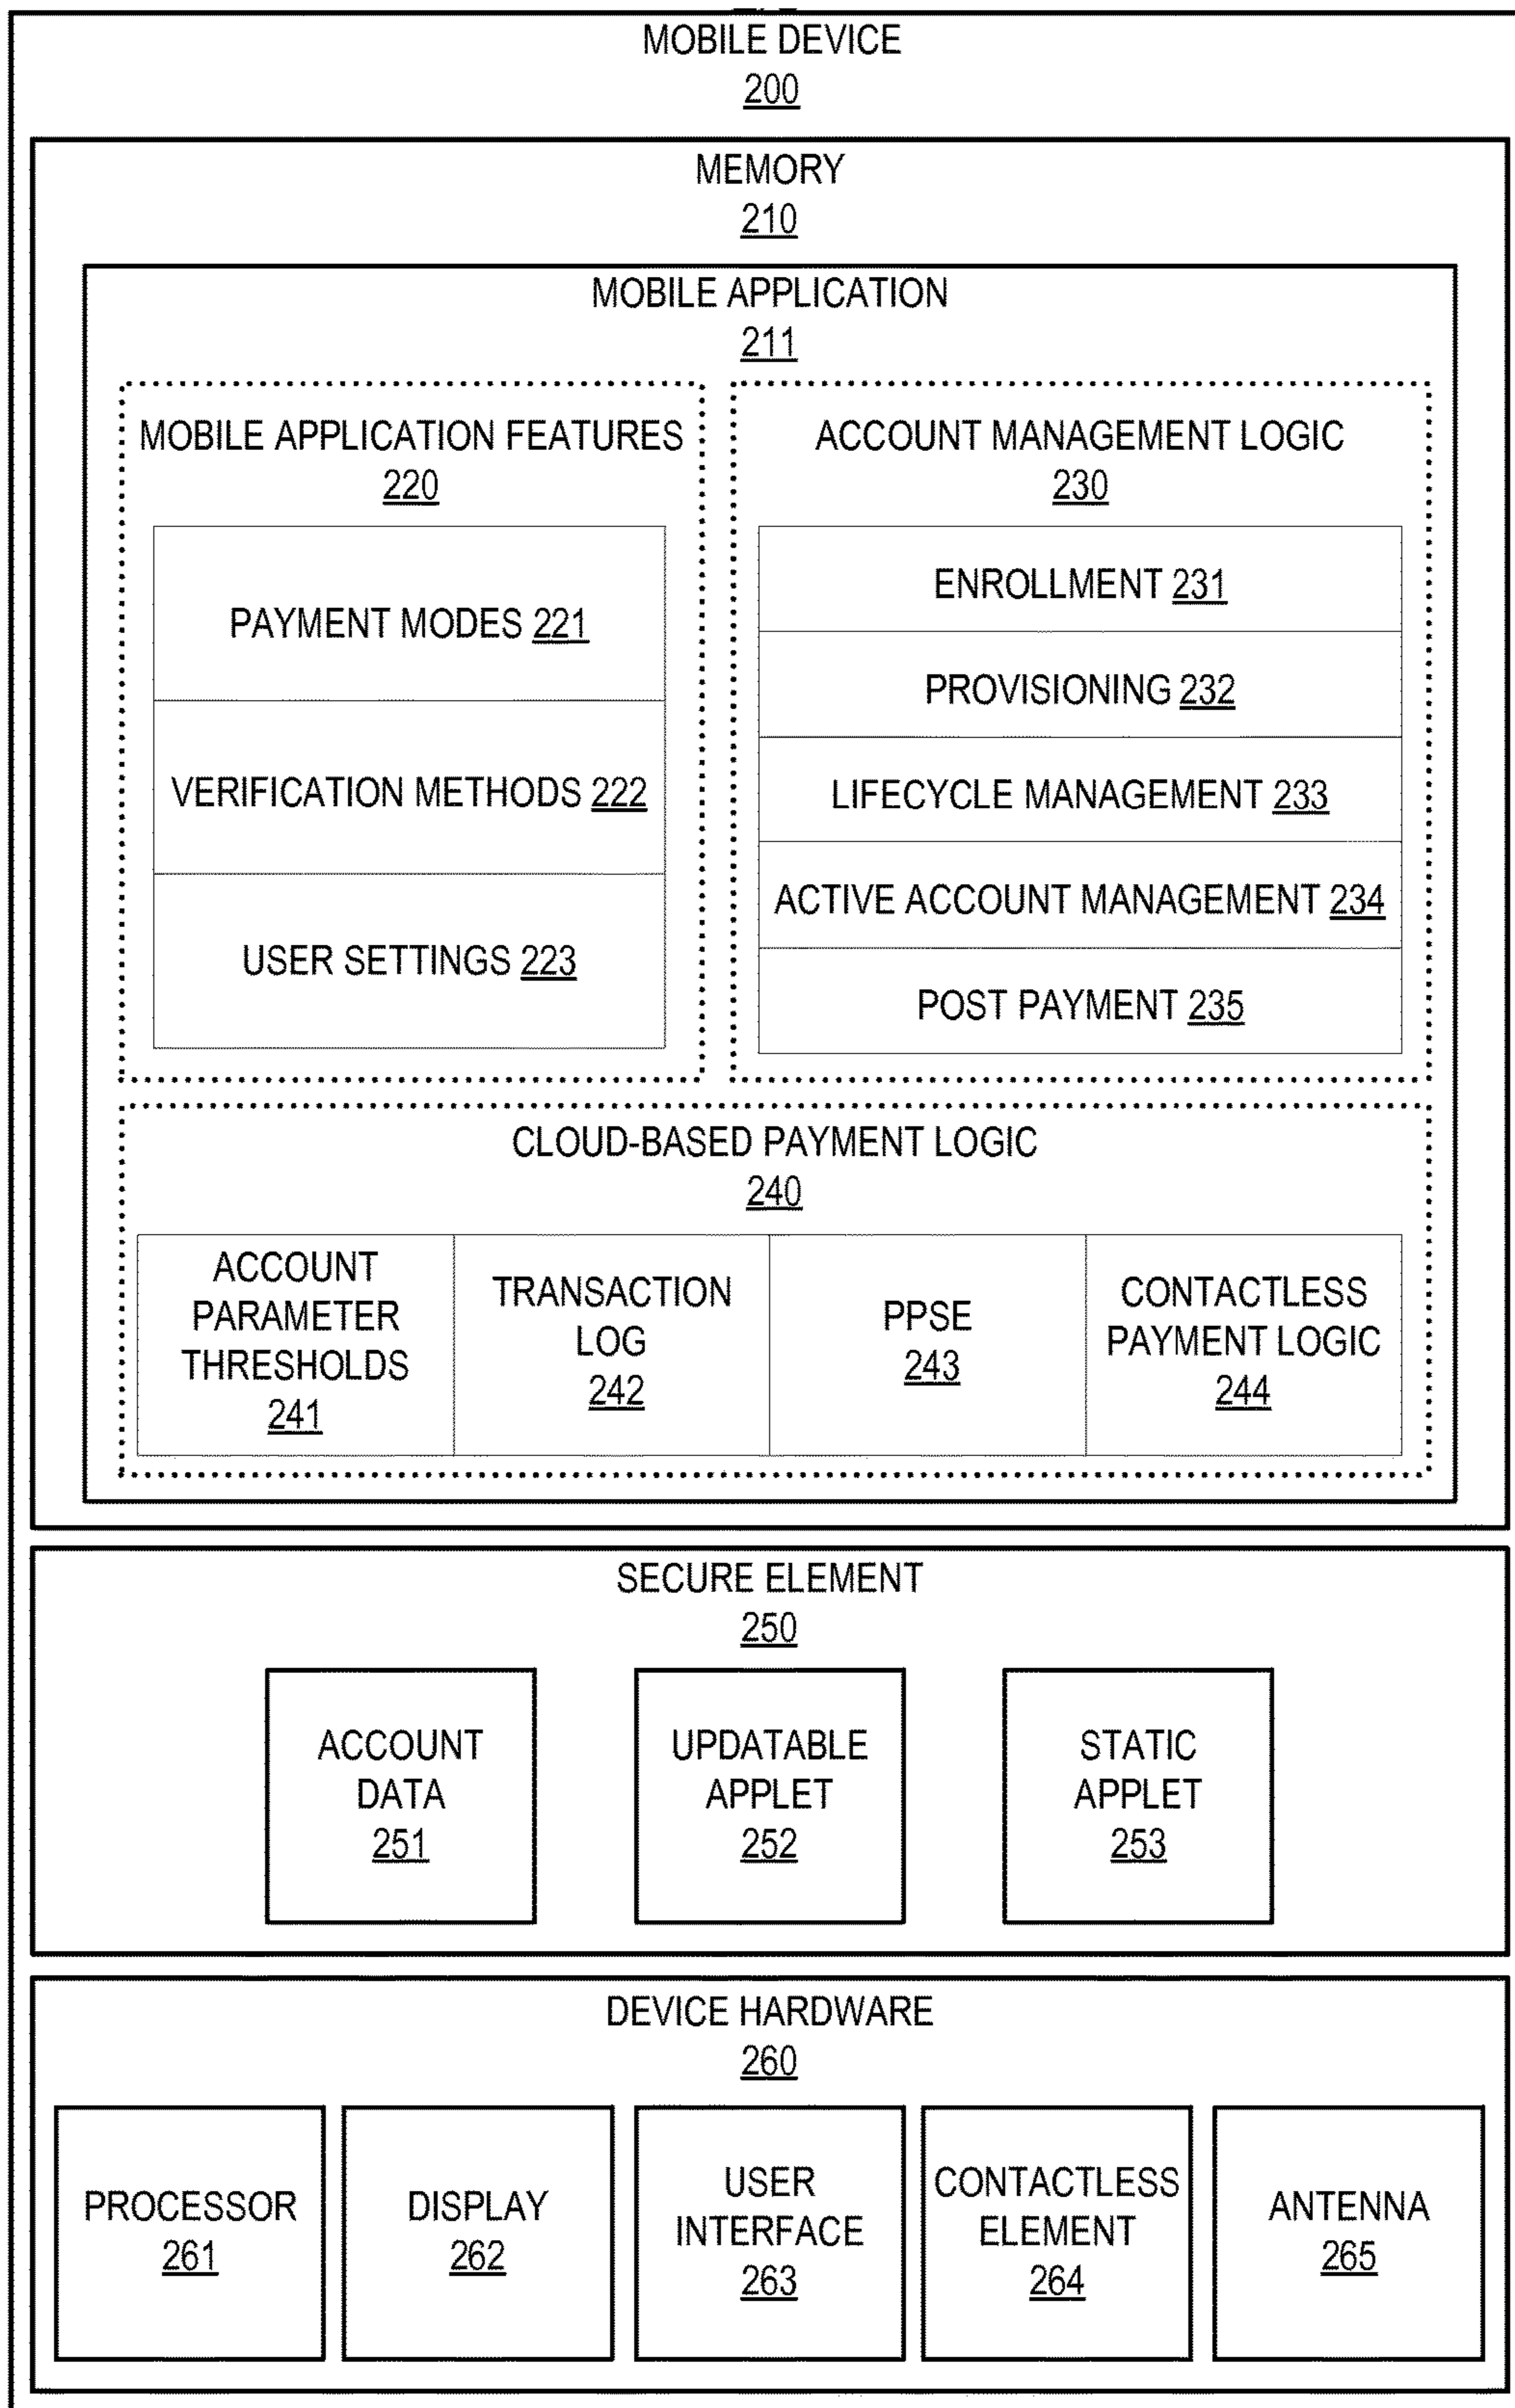 MOBILE DEVICE
200
MEMORY
210
MOBILE APPLICATION
211
MOBILE APPLICATION FEATURES
220
PAYMENT MODES 221
VERIFICATION METHODS 222
USER SETTINGS 223
ACCOUNT MANAGEMENT LOGIC
230
ENROLLMENT 231
PROVISIONING 232
LIFECYCLE MANAGEMENT 233
ACTIVE ACCOUNT MANAGEMENT 234
POST PAYMENT 235
CLOUD-BASED PAYMENT LOGIC
240
ACCOUNT
PARAMETER
THRESHOLDS
241
TRANSACTION
LOG
242
PPSE
243
CONTACTLESS
PAYMENT LOGIC
244
SECURE ELEMENT
250
ACCOUNT
DATA
251
UPDATABLE
APPLET
252
STATIC
APPLET
253
DEVICE HARDWARE
260
PROCESSOR
261
DISPLAY
262
USER
INTERFACE
263
CONTACTLESS
ELEMENT
264
ANTENNA
265